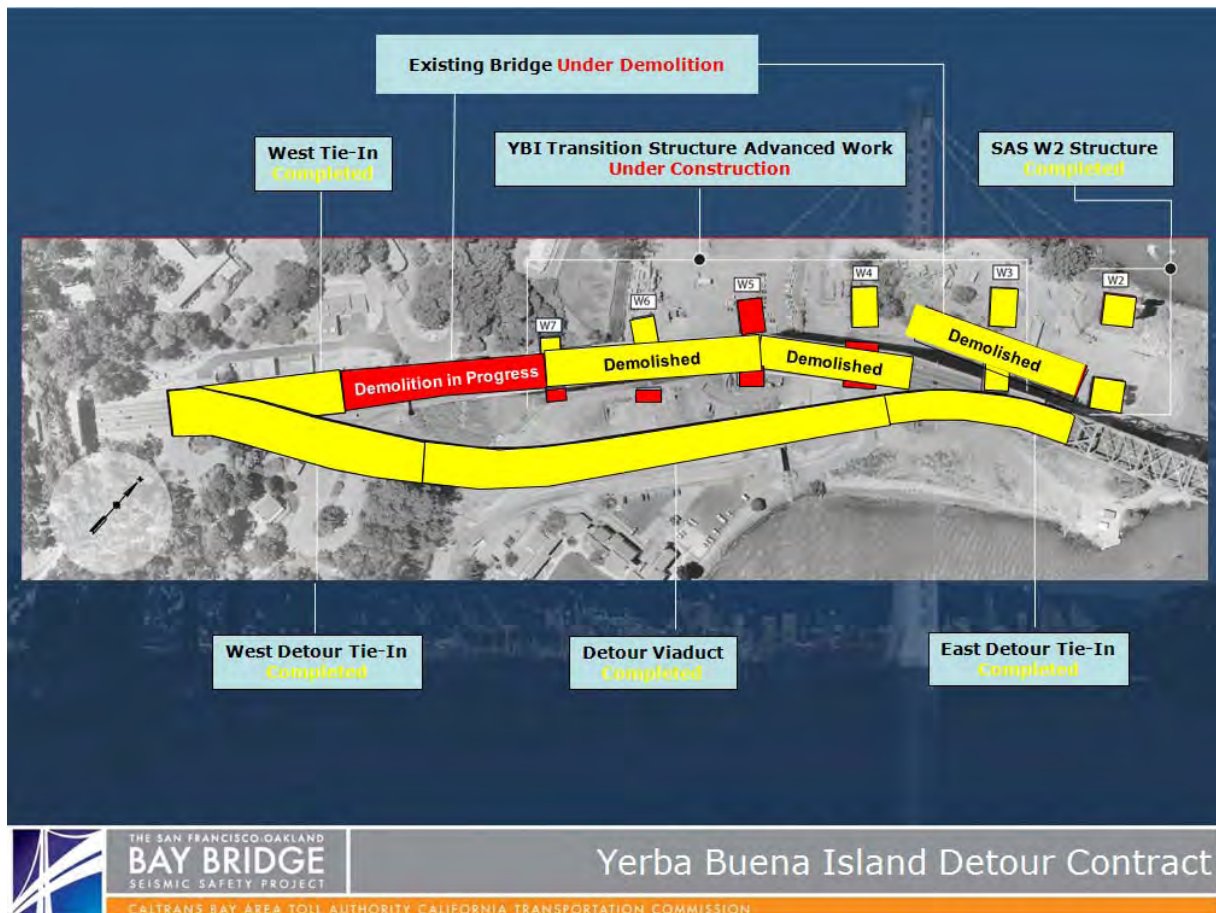 Existing Bridge Under Demolition
West Tie-In
Completed
YBI Transition Structure Advanced Work
Under Construction
SAS W2 Structure
Completed
W7
W6
W5
W4
W3
W2
Demolition in Progress
Demolished
Demolished
Demolished
West Detour Tie-In
Completed
Detour Viaduct
Completed
East Detour Tie-In
Completed
THE SAN FRANCISCO-OAKLAND
BAY BRIDGE
SEISMIC SAFETY PROJECT
Yerba Buena Island Detour Contract
CALTRANS BAY AREA TOLL AUTHORITY CALIFORNIA TRANSPORTATION COMMISSION